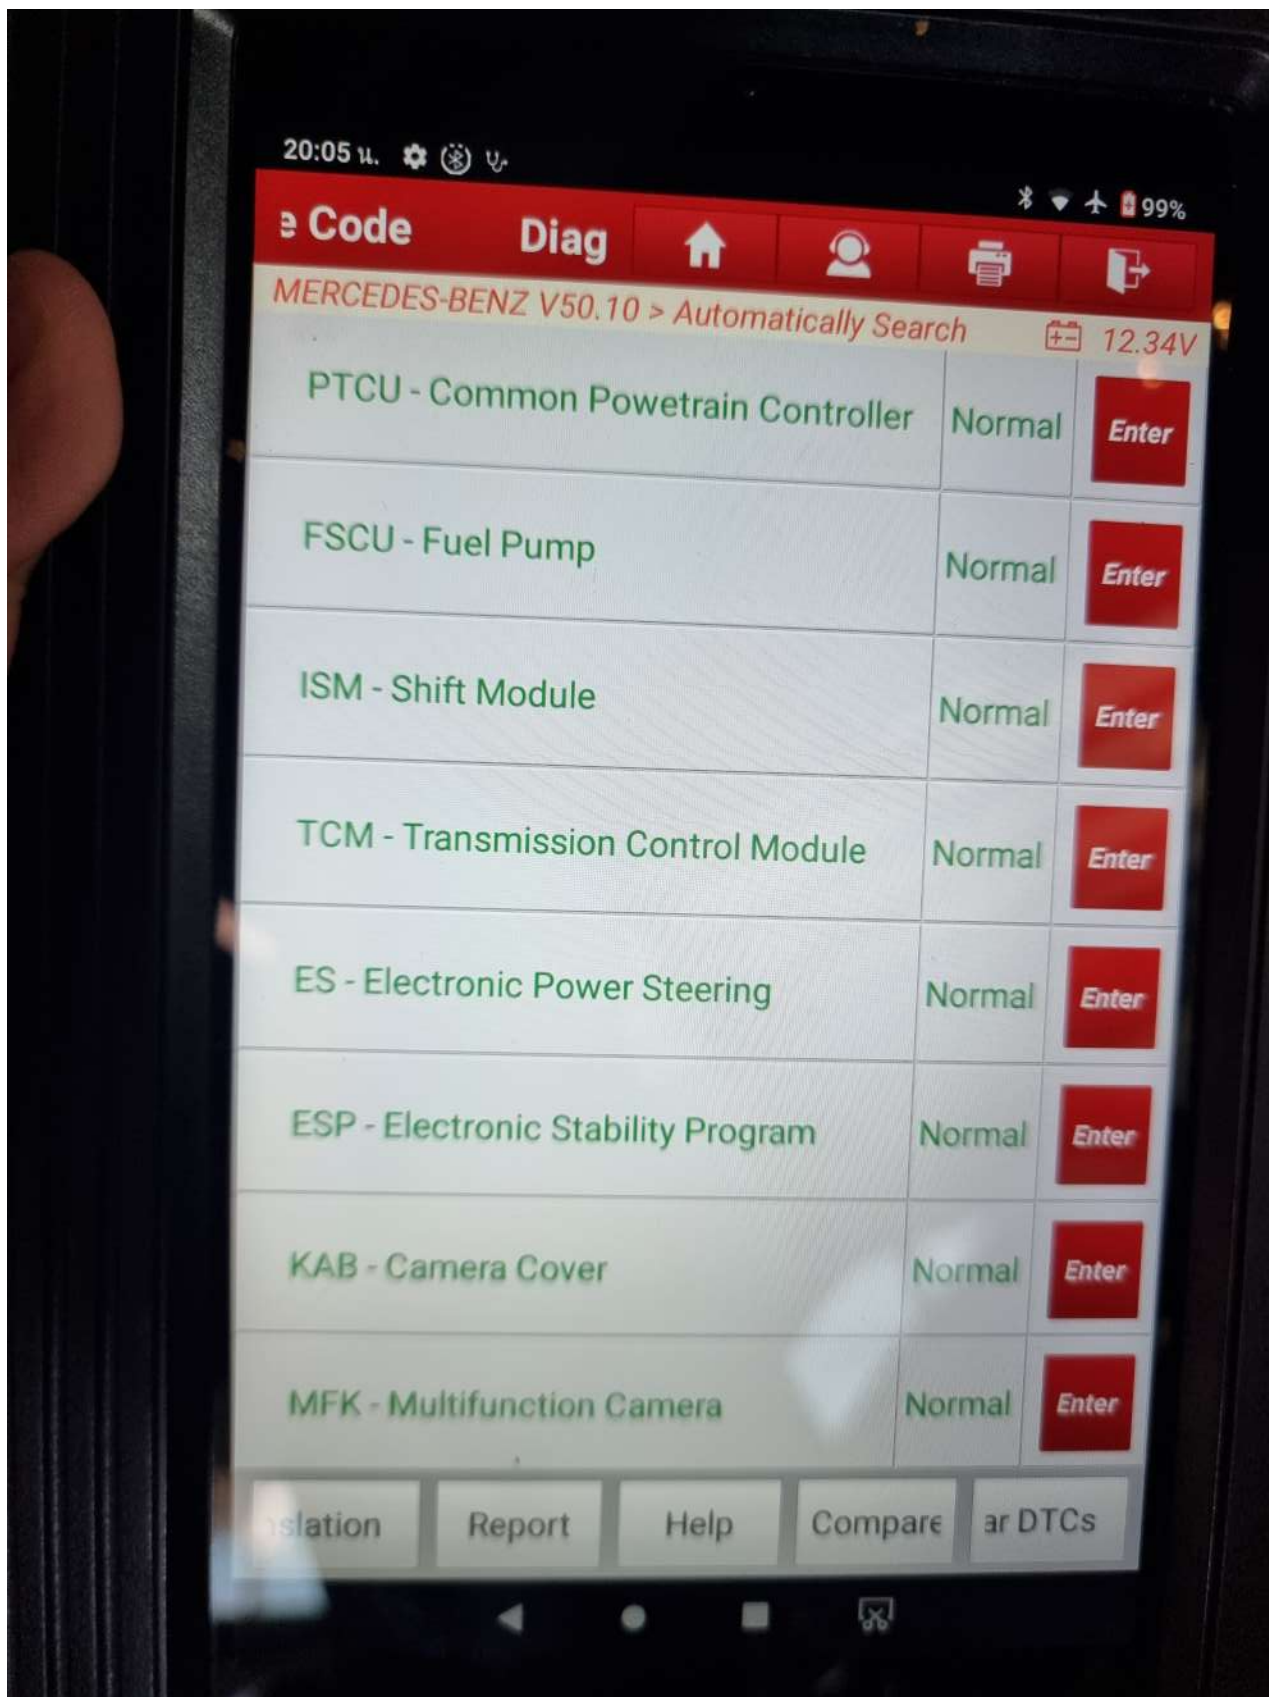 20:05 น.
99%
e Code Diag
MERCEDES-BENZ V50.10 > Automatically Search 12.34V
PTCU - Common Powetrain Controller Normal Enter
FSCU - Fuel Pump Normal Enter
ISM - Shift Module Normal Enter
TCM - Transmission Control Module Normal Enter
ES - Electronic Power Steering Normal Enter
ESP - Electronic Stability Program Normal Enter
KAB - Camera Cover Normal Enter
MFK - Multifunction Camera Normal Enter
slation Report Help Compare ar DTCs